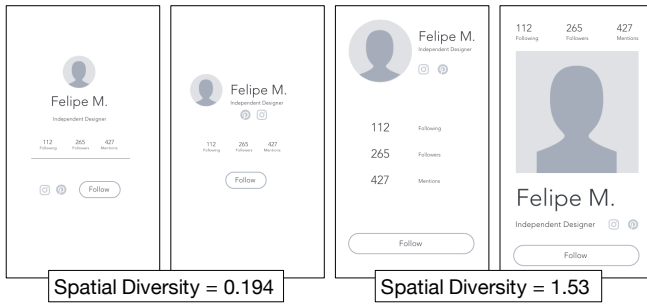 Felipe M.
Independent Designer
112 265 427
Following Followers Mentions
Follow
Felipe M.
Independent Designer
112 265 427
Following Followers Mentions
Follow
Spatial Diversity = 0.194
Felipe M.
Independent Designer
112 Following
265 Followers
427 Mentions
Follow
112 265 427
Following Followers Mentions
Felipe M.
Independent Designer
Follow
Spatial Diversity = 1.53